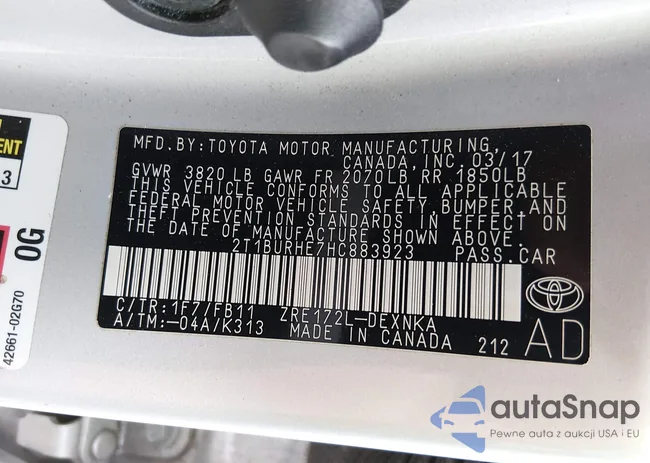 MFD.BY:TOYOTA MOTOR MANUFACTURING,
CANADA,INC.03/17
GVWR 3820LB GAWR FR 2070LB,RR 1850LB
THIS VEHICLE CONFORMS TO ALL APPLICABLE
FEDERAL MOTOR VEHICLE SAFETY,BUMPER AND
THEFT PREVENTION STANDARDS IN EFFECT ON
THE DATE OF MANUFACTURE SHOWN ABOVE.
2T1BURHE7HC883923 PASS.CAR
C/TR:1F7/FB11 ZRE172L-DEXNKA
A/TM:-04A/K313 MADE IN CANADA 212
AD
3
OG
42661-02G70
autaSnap
Pewne auta z aukcji USA i EU